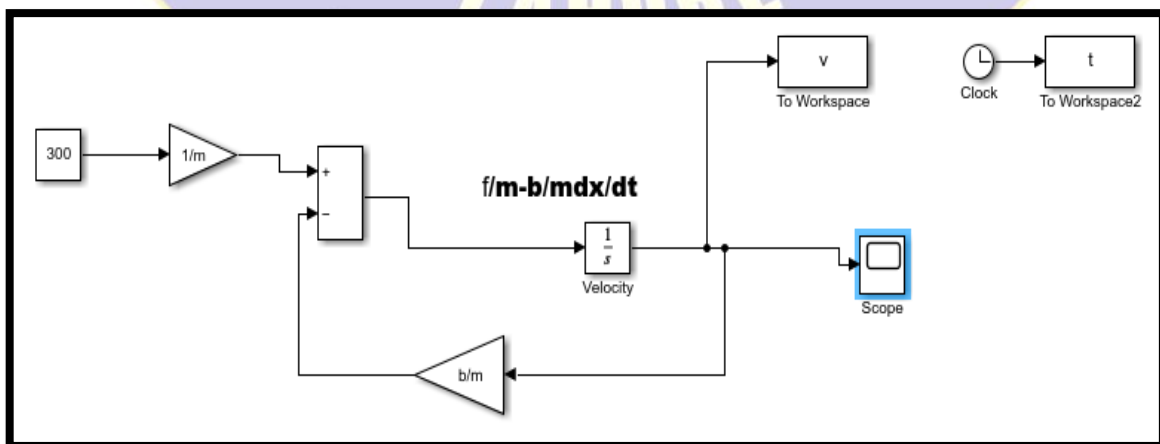 v
To Workspace
Clock
t
To Workspace2
300
1/m
+
−
f/m-b/mdx/dt
1
s
Velocity
Scope
b/m